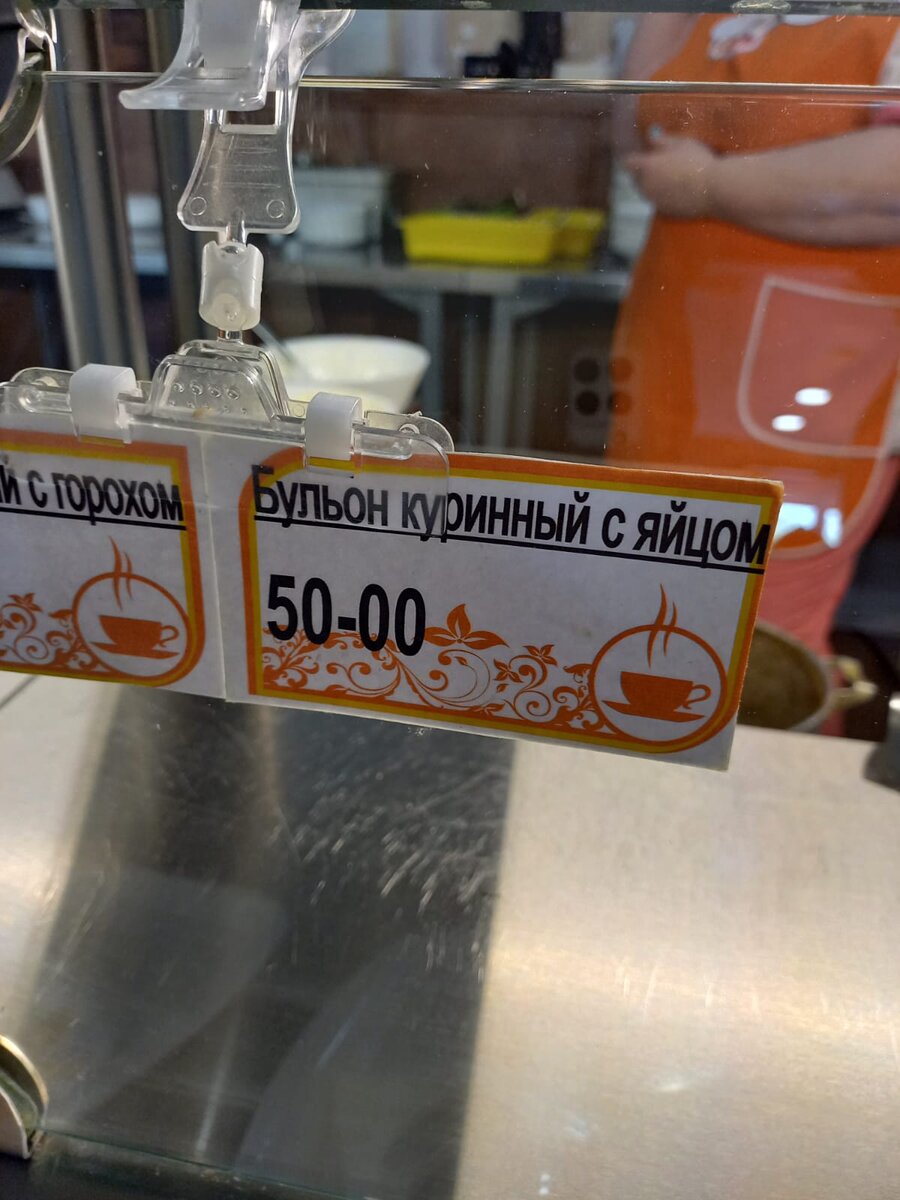 й с горохом
Бульон куринный с яйцом
50-00